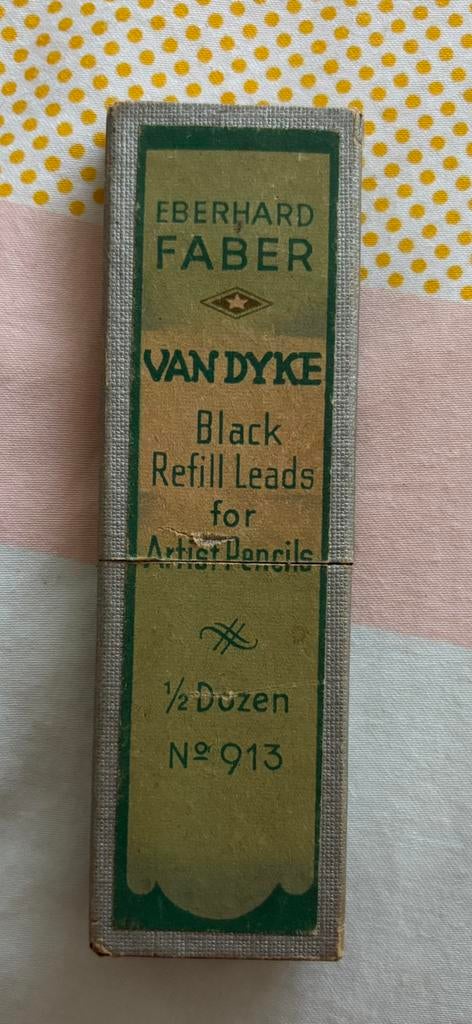 EBERHARD
FABER
VAN DYKE
Black
Refill Leads
for
Artist Pencils
1/2 Dozen
Nº 913